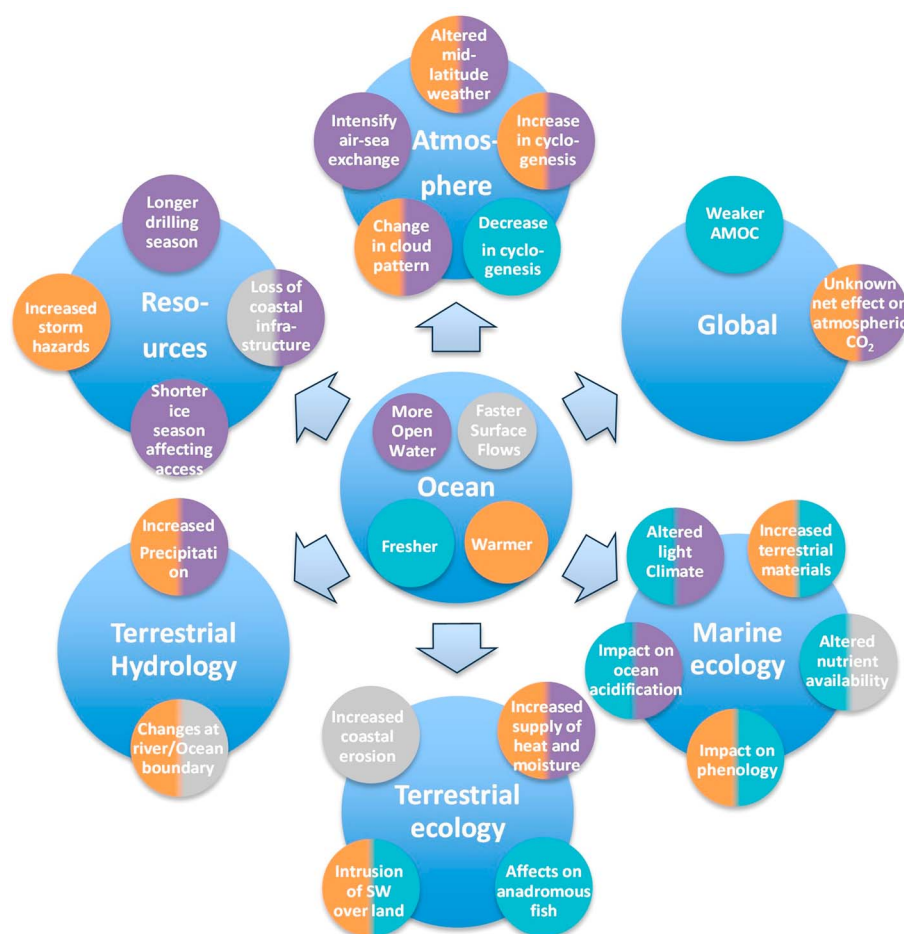 Altered
mid-
latitude
weather
Intensify
air-sea
exchange
Atmos-
phere
Increase
in cyclo-
genesis
Change
in cloud
pattern
Decrease
in cyclo-
genesis
Longer
drilling
season
Increased
storm
hazards
Reso-
urces
Loss of
coastal
infra-
structure
Shorter
ice
season
affecting
access
Weaker
AMOC
Global
Unknown
net effect on
atmospheric
CO₂
More
Open
Water
Faster
Surface
Flows
Ocean
Fresher
Warmer
Increased
Precipitati
on
Terrestrial
Hydrology
Changes at
river/Ocean
boundary
Altered
light
Climate
Increased
terrestrial
materials
Marine
ecology
Impact on
ocean
acidification
Altered
nutrient
availability
Impact on
phenology
Increased
coastal
erosion
Increased
supply of
heat and
moisture
Terrestrial
ecology
Intrusion
of SW
over land
Affects on
anadromous
fish